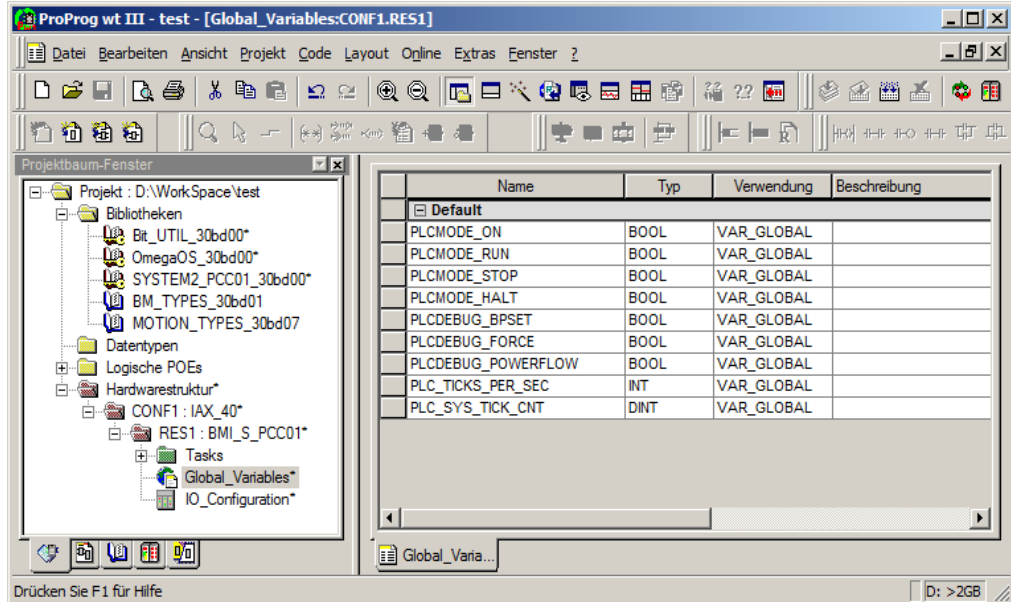 ProProg wt III - test - [Global_Variables:CONF1.RES1]
Datei Bearbeiten Ansicht Projekt Code Layout Online Extras Fenster ?
Projektbaum-Fenster
Projekt : D:\WorkSpace\test
Bibliotheken
Bit_UTIL_30bd00*
OmegaOS_30bd00*
SYSTEM2_PCC01_30bd00*
BM_TYPES_30bd01
MOTION_TYPES_30bd07
Datentypen
Logische POEs
Hardwarestruktur*
CONF1 : IAX_40*
RES1 : BMI_S_PCC01*
Tasks
Global_Variables*
IO_Configuration*
Name Typ Verwendung Beschreibung
Default
PLCMODE_ON BOOL VAR_GLOBAL
PLCMODE_RUN BOOL VAR_GLOBAL
PLCMODE_STOP BOOL VAR_GLOBAL
PLCMODE_HALT BOOL VAR_GLOBAL
PLCDEBUG_BPSET BOOL VAR_GLOBAL
PLCDEBUG_FORCE BOOL VAR_GLOBAL
PLCDEBUG_POWERFLOW BOOL VAR_GLOBAL
PLC_TICKS_PER_SEC INT VAR_GLOBAL
PLC_SYS_TICK_CNT DINT VAR_GLOBAL
Global_Varia...
Drücken Sie F1 für Hilfe
D: >2GB